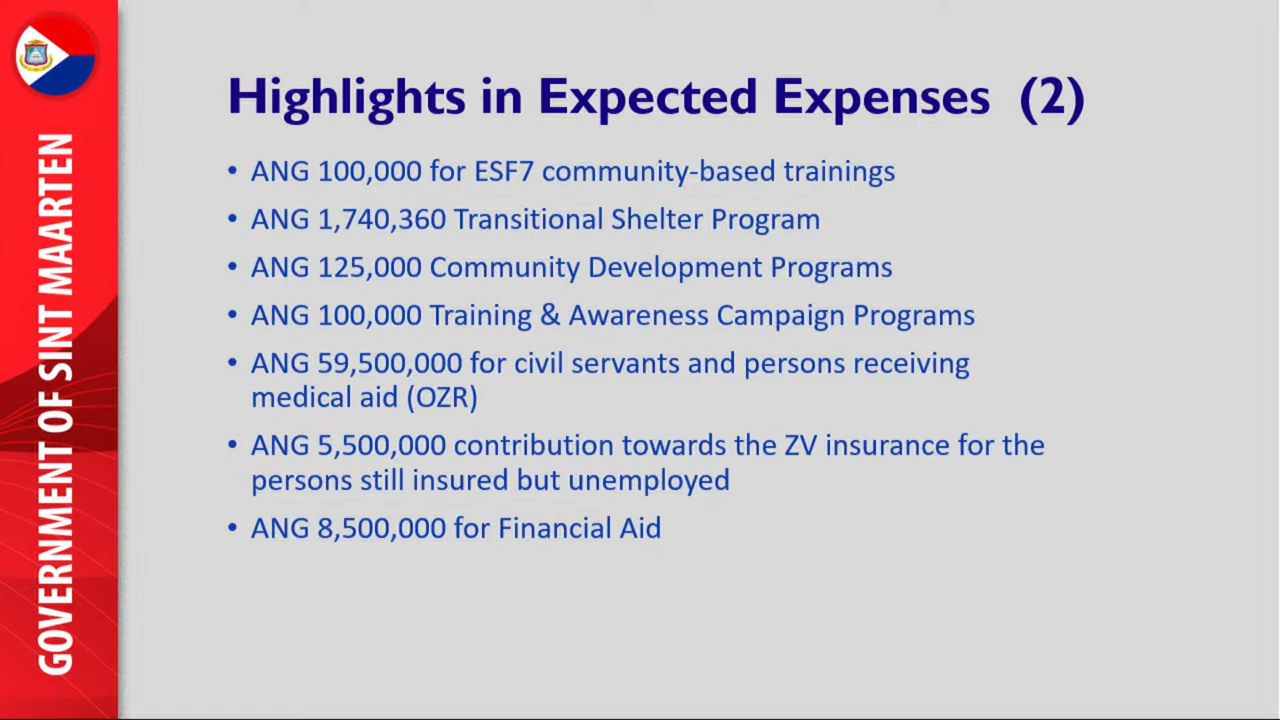 GOVERNMENT OF SINT MAARTEN
Highlights in Expected Expenses (2)
• ANG 100,000 for ESF7 community-based trainings
• ANG 1,740,360 Transitional Shelter Program
• ANG 125,000 Community Development Programs
• ANG 100,000 Training & Awareness Campaign Programs
• ANG 59,500,000 for civil servants and persons receiving
medical aid (OZR)
• ANG 5,500,000 contribution towards the ZV insurance for the
persons still insured but unemployed
• ANG 8,500,000 for Financial Aid